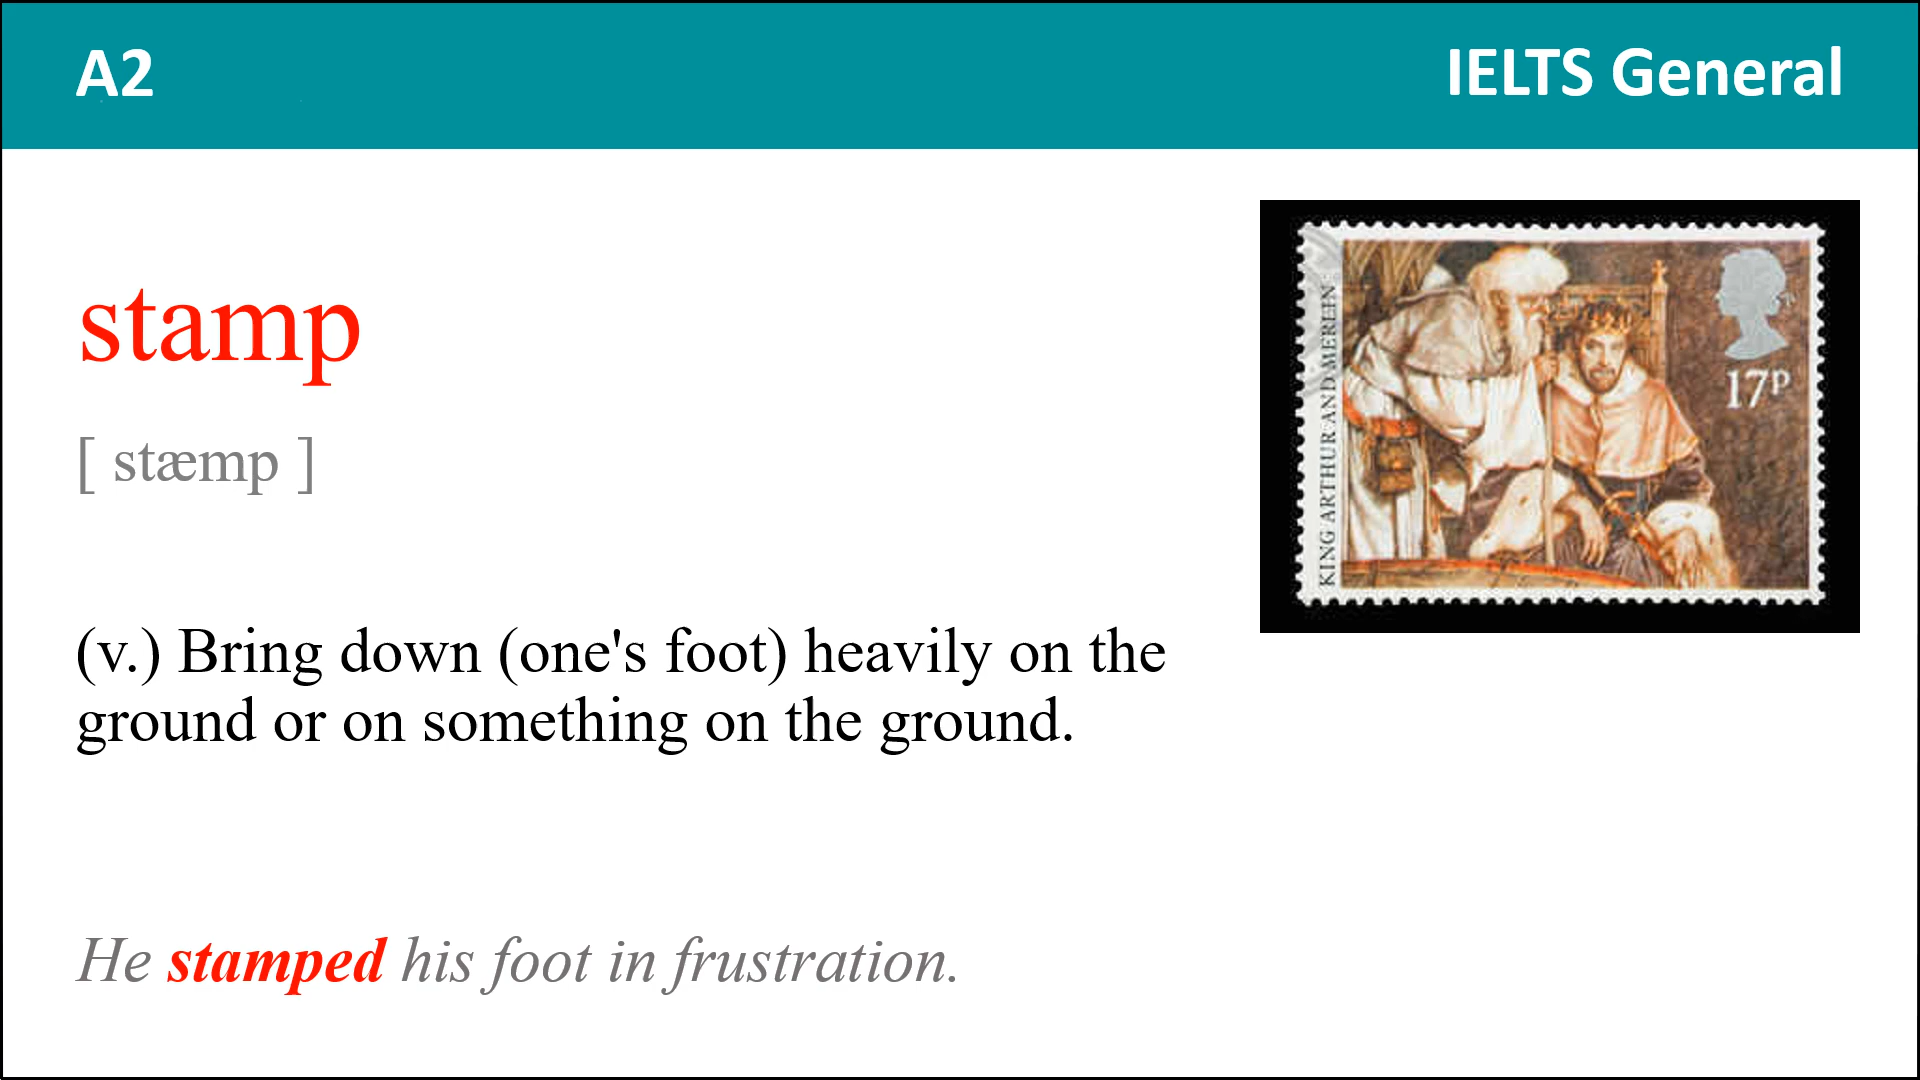 A2
IELTS General
stamp
[ stæmp ]
(v.) Bring down (one's foot) heavily on the
ground or on something on the ground.
He stamped his foot in frustration.
KING ARTHUR AND MERLIN
17p